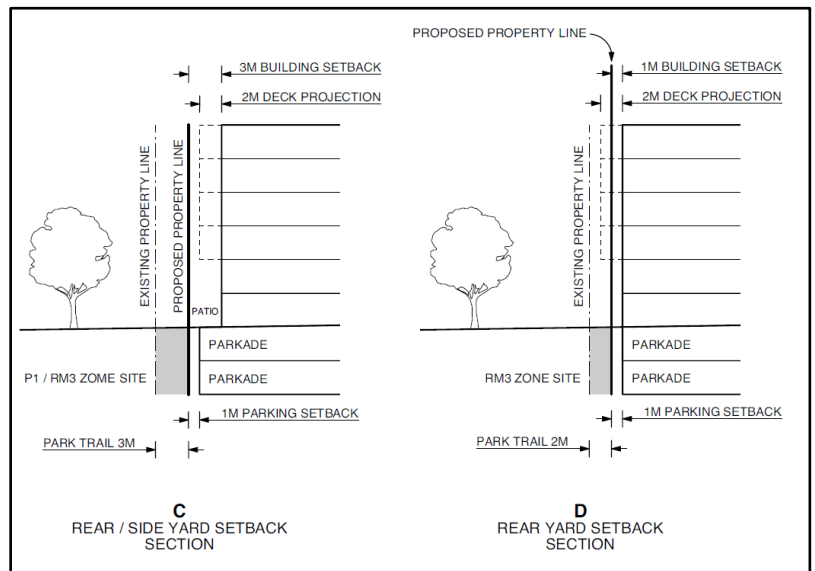 PROPOSED PROPERTY LINE
3M BUILDING SETBACK
2M DECK PROJECTION
EXISTING PROPERTY LINE
PROPOSED PROPERTY LINE
PATIO
PARKADE
PARKADE
P1 / RM3 ZOME SITE
1M PARKING SETBACK
PARK TRAIL 3M
C
REAR / SIDE YARD SETBACK
SECTION
1M BUILDING SETBACK
2M DECK PROJECTION
EXISTING PROPERTY LINE
PARKADE
PARKADE
RM3 ZONE SITE
1M PARKING SETBACK
PARK TRAIL 2M
D
REAR YARD SETBACK
SECTION